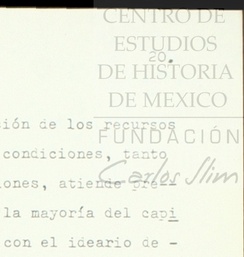 CENTRO DE
ESTUDIOS
20.
DE HISTORIA
DE MEXICO
ción de los recursos
FUNDACIÓN
condiciones, tanto
Carlos Slim
ones, atiende pre--
la mayoría del capi
con el ideario de -